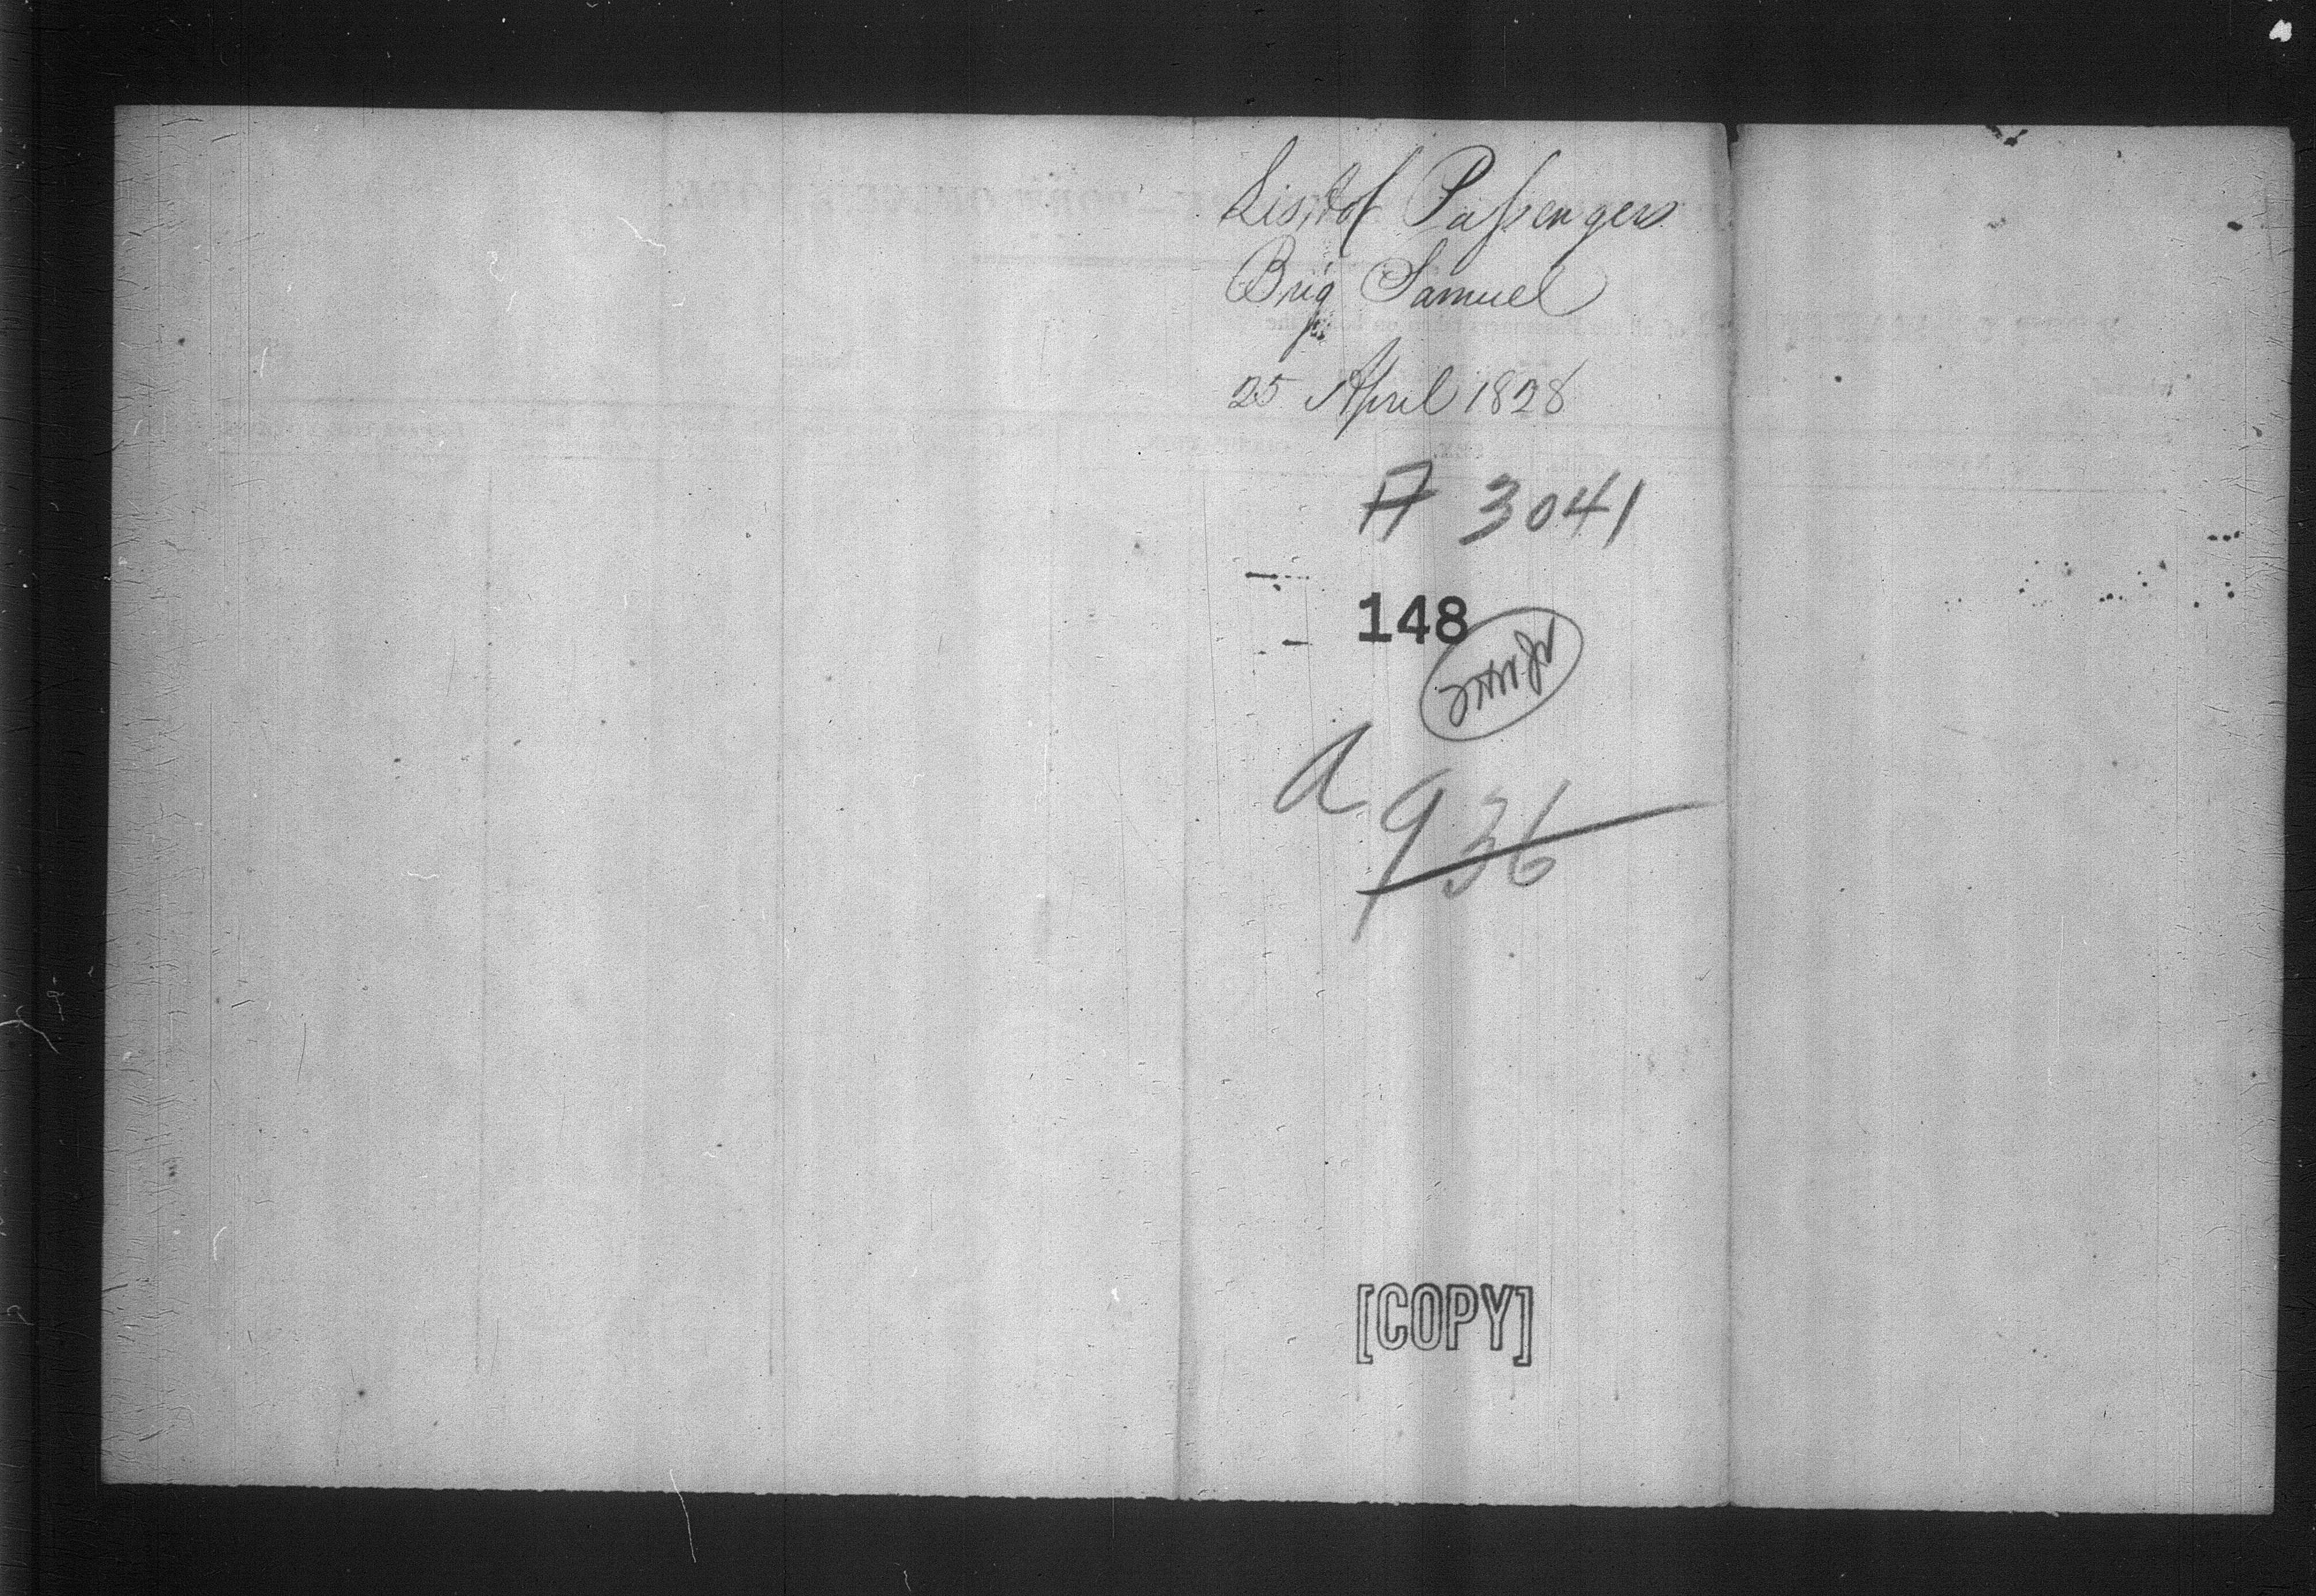 List of Passengers
Brig Samuel
25 April 1828
A 3041
148
a 936
[COPY]